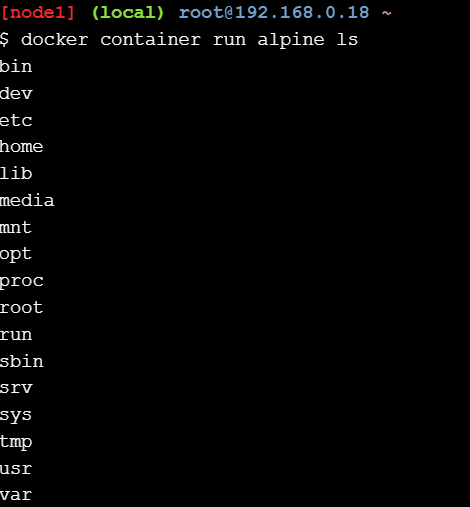 [node1] (local) root@192.168.0.18 ~
$ docker container run alpine ls
bin
dev
etc
home
lib
media
mnt
opt
proc
root
run
sbin
srv
sys
tmp
usr
var